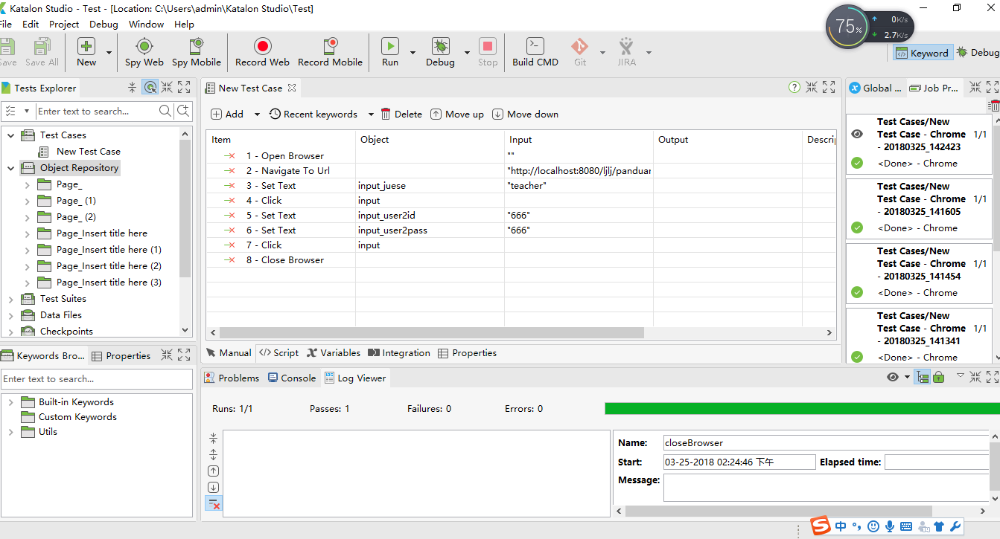 Katalon Studio - Test - [Location: C:\Users\admin\Katalon Studio\Test]
File Edit Project Debug Window Help
75%
0K/s
2.7K/s
Save Save All New Spy Web Spy Mobile Record Web Record Mobile Run Debug Stop Build CMD Git JIRA
Keyword Debug
Tests Explorer
Enter text to search...
Test Cases
New Test Case
Object Repository
Page_
Page_ (1)
Page_ (2)
Page_Insert title here
Page_Insert title here (1)
Page_Insert title here (2)
Page_Insert title here (3)
Test Suites
Data Files
Checkpoints
Keywords Bro... Properties
Enter text to search...
Built-in Keywords
Custom Keywords
Utils
New Test Case
Add Recent keywords Delete Move up Move down
Item Object Input Output Descrip
1 - Open Browser ""
2 - Navigate To Url "http://localhost:8080/ljlj/panduan
3 - Set Text input_juese "teacher"
4 - Click input
5 - Set Text input_user2id "666"
6 - Set Text input_user2pass "666"
7 - Click input
8 - Close Browser
Manual </> Script Variables Integration Properties
Problems Console Log Viewer
Runs: 1/1 Passes: 1 Failures: 0 Errors: 0
Name: closeBrowser
Start: 03-25-2018 02:24:46 下午 Elapsed time:
Message:
Global ... Job Pr...
Test Cases/New
Test Case - Chrome 1/1
- 20180325_142423
<Done> - Chrome
Test Cases/New
Test Case - Chrome 1/1
- 20180325_141605
<Done> - Chrome
Test Cases/New
Test Case - Chrome 1/1
- 20180325_141454
<Done> - Chrome
Test Cases/New
Test Case - Chrome 1/1
- 20180325_141341
<Done> - Chrome
S 中